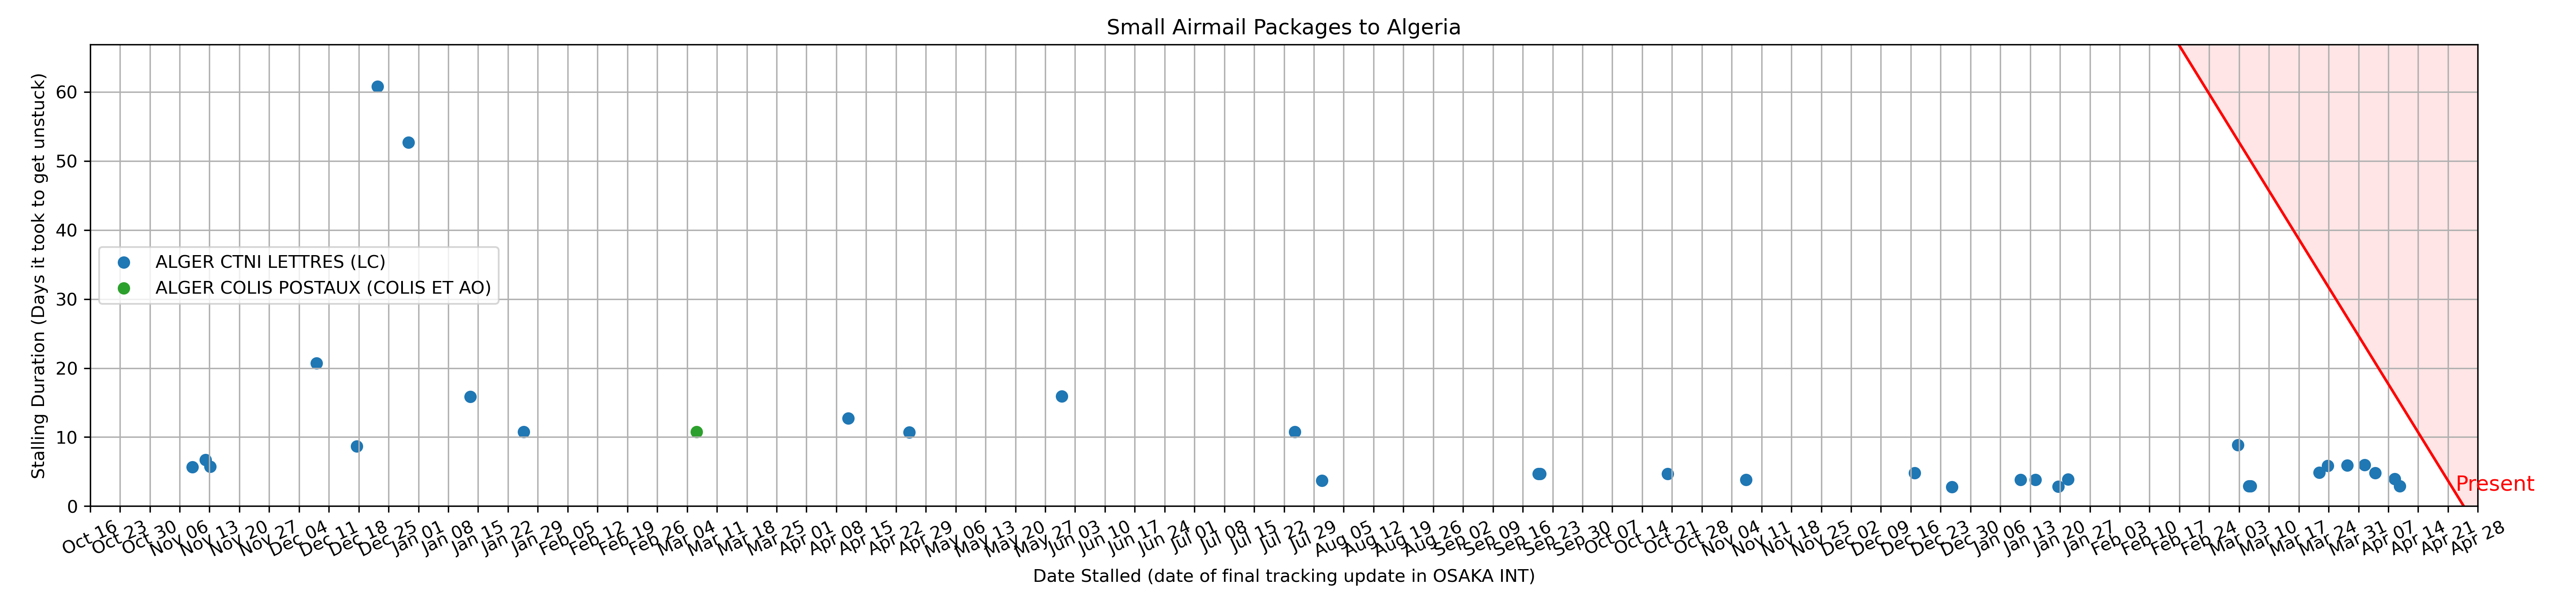 Small Airmail Packages to Algeria
Stalling Duration (Days it took to get unstuck)
60
50
40
30
20
10
0
ALGER CTNI LETTRES (LC)
ALGER COLIS POSTAUX (COLIS ET AO)
Present
Oct 16 Oct 23 Oct 30 Nov 06 Nov 13 Nov 20 Nov 27 Dec 04 Dec 11 Dec 18 Dec 25 Jan 01 Jan 08 Jan 15 Jan 22 Jan 29 Feb 05 Feb 12 Feb 19 Feb 26 Mar 04 Mar 11 Mar 18 Mar 25 Apr 01 Apr 08 Apr 15 Apr 22 Apr 29 May 06 May 13 May 20 May 27 Jun 03 Jun 10 Jun 17 Jun 24 Jul 01 Jul 08 Jul 15 Jul 22 Jul 29 Aug 05 Aug 12 Aug 19 Aug 26 Sep 02 Sep 09 Sep 16 Sep 23 Sep 30 Oct 07 Oct 14 Oct 21 Oct 28 Nov 04 Nov 11 Nov 18 Nov 25 Dec 02 Dec 09 Dec 16 Dec 23 Dec 30 Jan 06 Jan 13 Jan 20 Jan 27 Feb 03 Feb 10 Feb 17 Feb 24 Mar 03 Mar 10 Mar 17 Mar 24 Mar 31 Apr 07 Apr 14 Apr 21 Apr 28
Date Stalled (date of final tracking update in OSAKA INT)